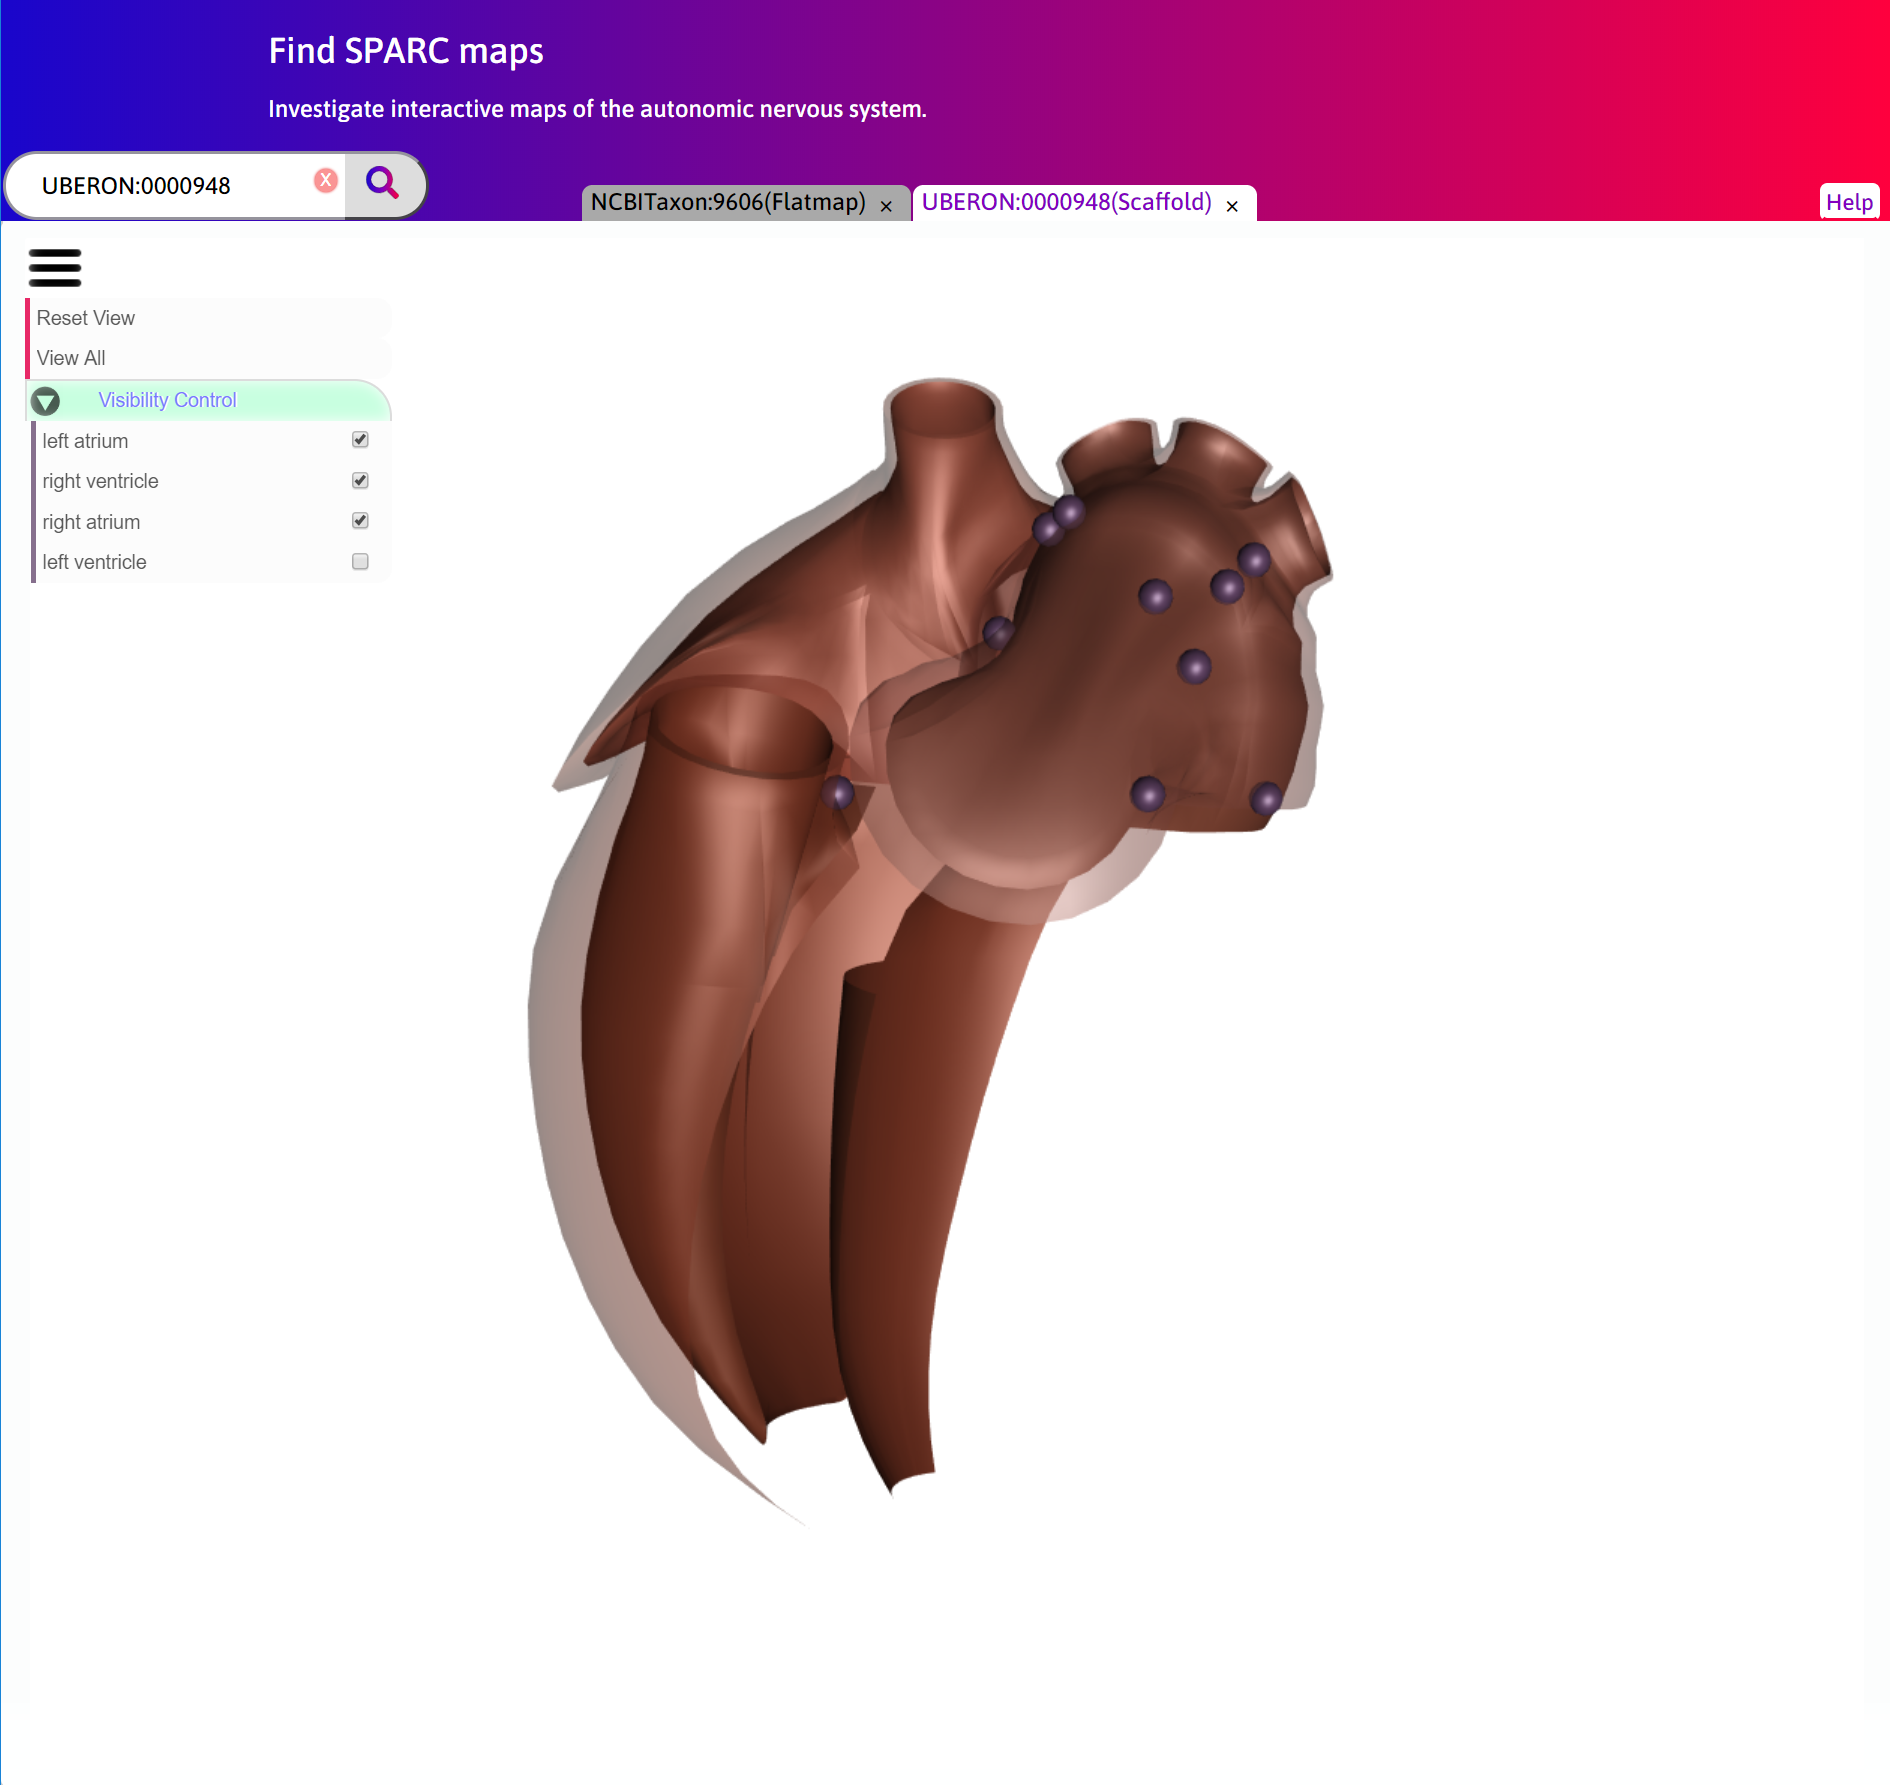 Find SPARC maps
Investigate interactive maps of the autonomic nervous system.
UBERON:0000948 X
NCBITaxon:9606(Flatmap) × UBERON:0000948(Scaffold) × Help
Reset View
View All
Visibility Control
left atrium
right ventricle
right atrium
left ventricle